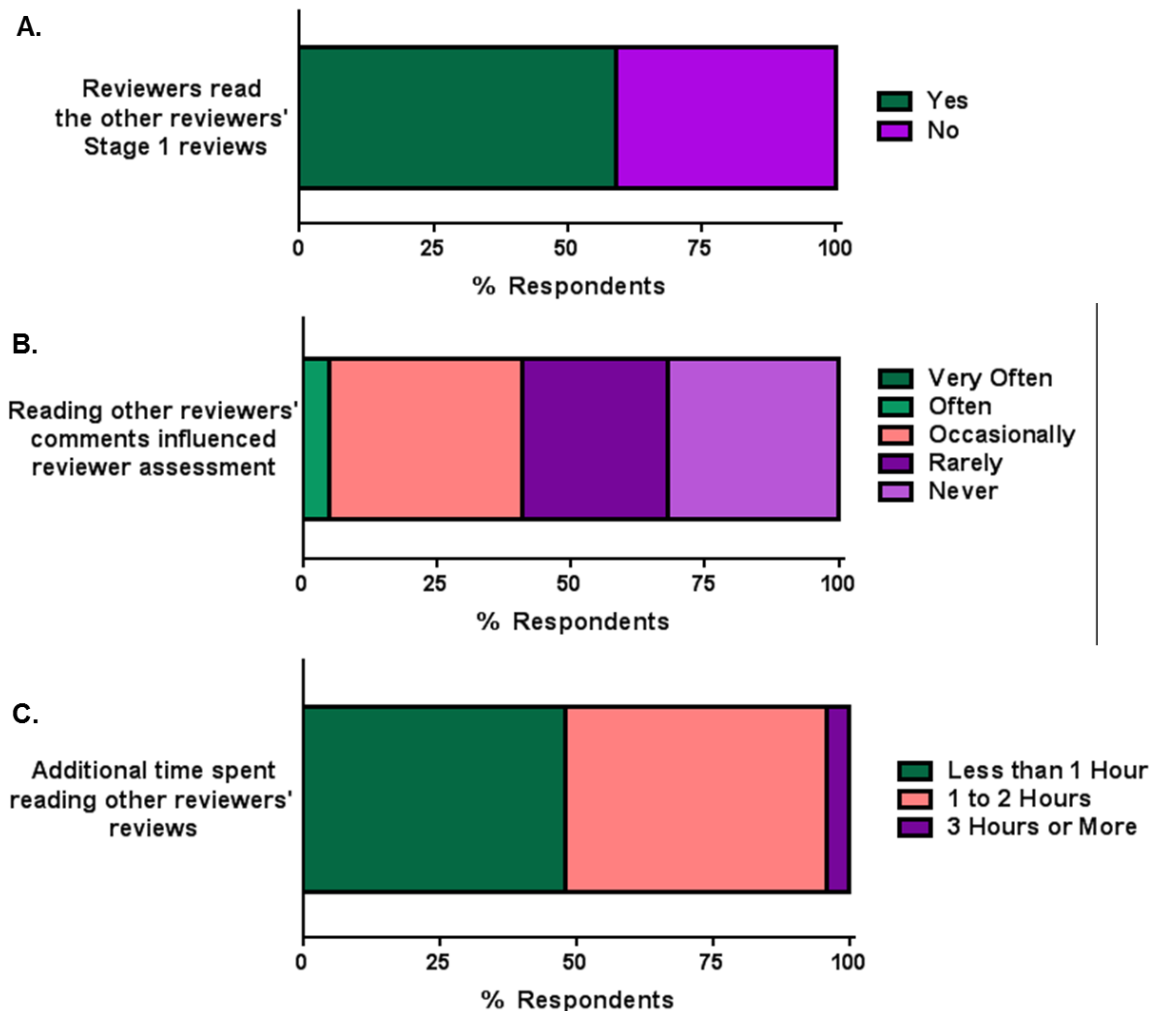 A.
Reviewers read
the other reviewers'
Stage 1 reviews
Yes
No
0 25 50 75 100
% Respondents
B.
Reading other reviewers'
comments influenced
reviewer assessment
Very Often
Often
Occasionally
Rarely
Never
0 25 50 75 100
% Respondents
C.
Additional time spent
reading other reviewers'
reviews
Less than 1 Hour
1 to 2 Hours
3 Hours or More
0 25 50 75 100
% Respondents